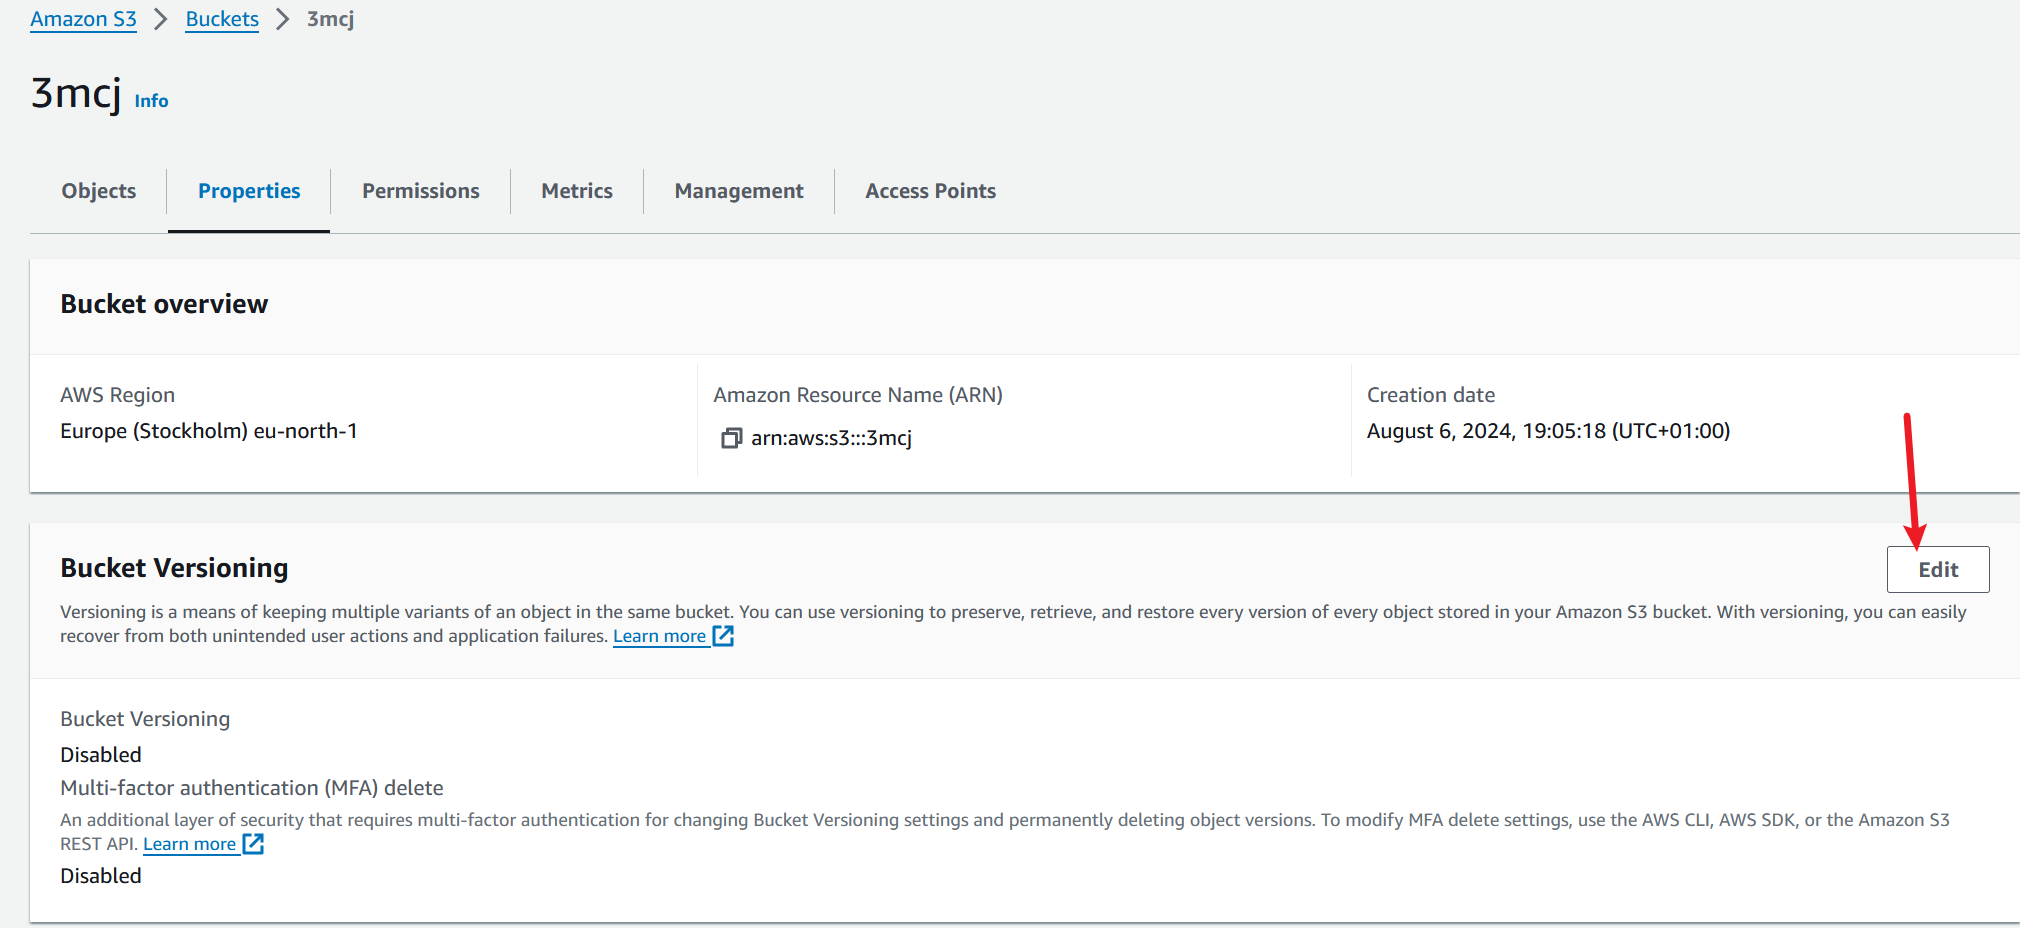 Amazon S3 > Buckets > 3mcj
3mcj Info
Objects Properties Permissions Metrics Management Access Points
Bucket overview
AWS Region
Europe (Stockholm) eu-north-1
Amazon Resource Name (ARN)
arn:aws:s3:::3mcj
Creation date
August 6, 2024, 19:05:18 (UTC+01:00)
Bucket Versioning
Edit
Versioning is a means of keeping multiple variants of an object in the same bucket. You can use versioning to preserve, retrieve, and restore every version of every object stored in your Amazon S3 bucket. With versioning, you can easily
recover from both unintended user actions and application failures. Learn more
Bucket Versioning
Disabled
Multi-factor authentication (MFA) delete
An additional layer of security that requires multi-factor authentication for changing Bucket Versioning settings and permanently deleting object versions. To modify MFA delete settings, use the AWS CLI, AWS SDK, or the Amazon S3
REST API. Learn more
Disabled